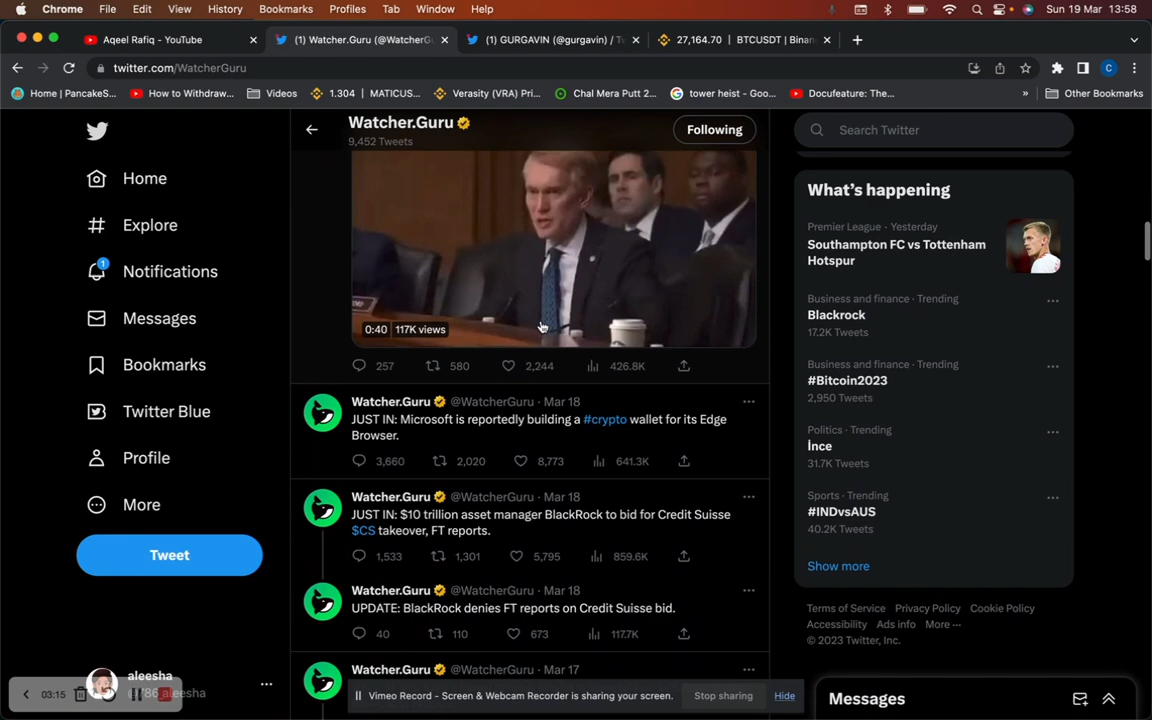 Chrome File Edit View History Bookmarks Profiles Tab Window Help Sun 19 Mar 13:58
Aqeel Rafiq - YouTube (1) Watcher.Guru (@WatcherG (1) GURGAVIN (@gurgavin) / Tw 27,164.70 | BTCUSDT | Binan
twitter.com/WatcherGuru C
Home | PancakeS... How to Withdraw... Videos 1.304 | MATICUS... Verasity (VRA) Pri... Chal Mera Putt 2... tower heist - Goo... Docufeature: The... » Other Bookmarks
Home
Explore
1
Notifications
Messages
Bookmarks
Twitter Blue
Profile
More
Tweet
aleesha
03:15
Watcher.Guru
9,452 Tweets
Following
0:40 117K views
257 580 2,244 426.8K
Watcher.Guru @WatcherGuru · Mar 18
JUST IN: Microsoft is reportedly building a #crypto wallet for its Edge
Browser.
3,660 2,020 8,773 641.3K
Watcher.Guru @WatcherGuru · Mar 18
JUST IN: $10 trillion asset manager BlackRock to bid for Credit Suisse
$CS takeover, FT reports.
1,533 1,301 5,795 859.6K
Watcher.Guru @WatcherGuru · Mar 18
UPDATE: BlackRock denies FT reports on Credit Suisse bid.
40 110 673 117.7K
Watcher.Guru @WatcherGuru · Mar 17
Vimeo Record - Screen & Webcam Recorder is sharing your screen. Stop sharing Hide
Search Twitter
What's happening
Premier League · Yesterday
Southampton FC vs Tottenham
Hotspur
Business and finance · Trending
Blackrock
17.2K Tweets
Business and finance · Trending
#Bitcoin2023
2,950 Tweets
Politics · Trending
İnce
31.7K Tweets
Sports · Trending
#INDvsAUS
40.2K Tweets
Show more
Terms of Service Privacy Policy Cookie Policy
Accessibility Ads info More ···
© 2023 Twitter, Inc.
Messages